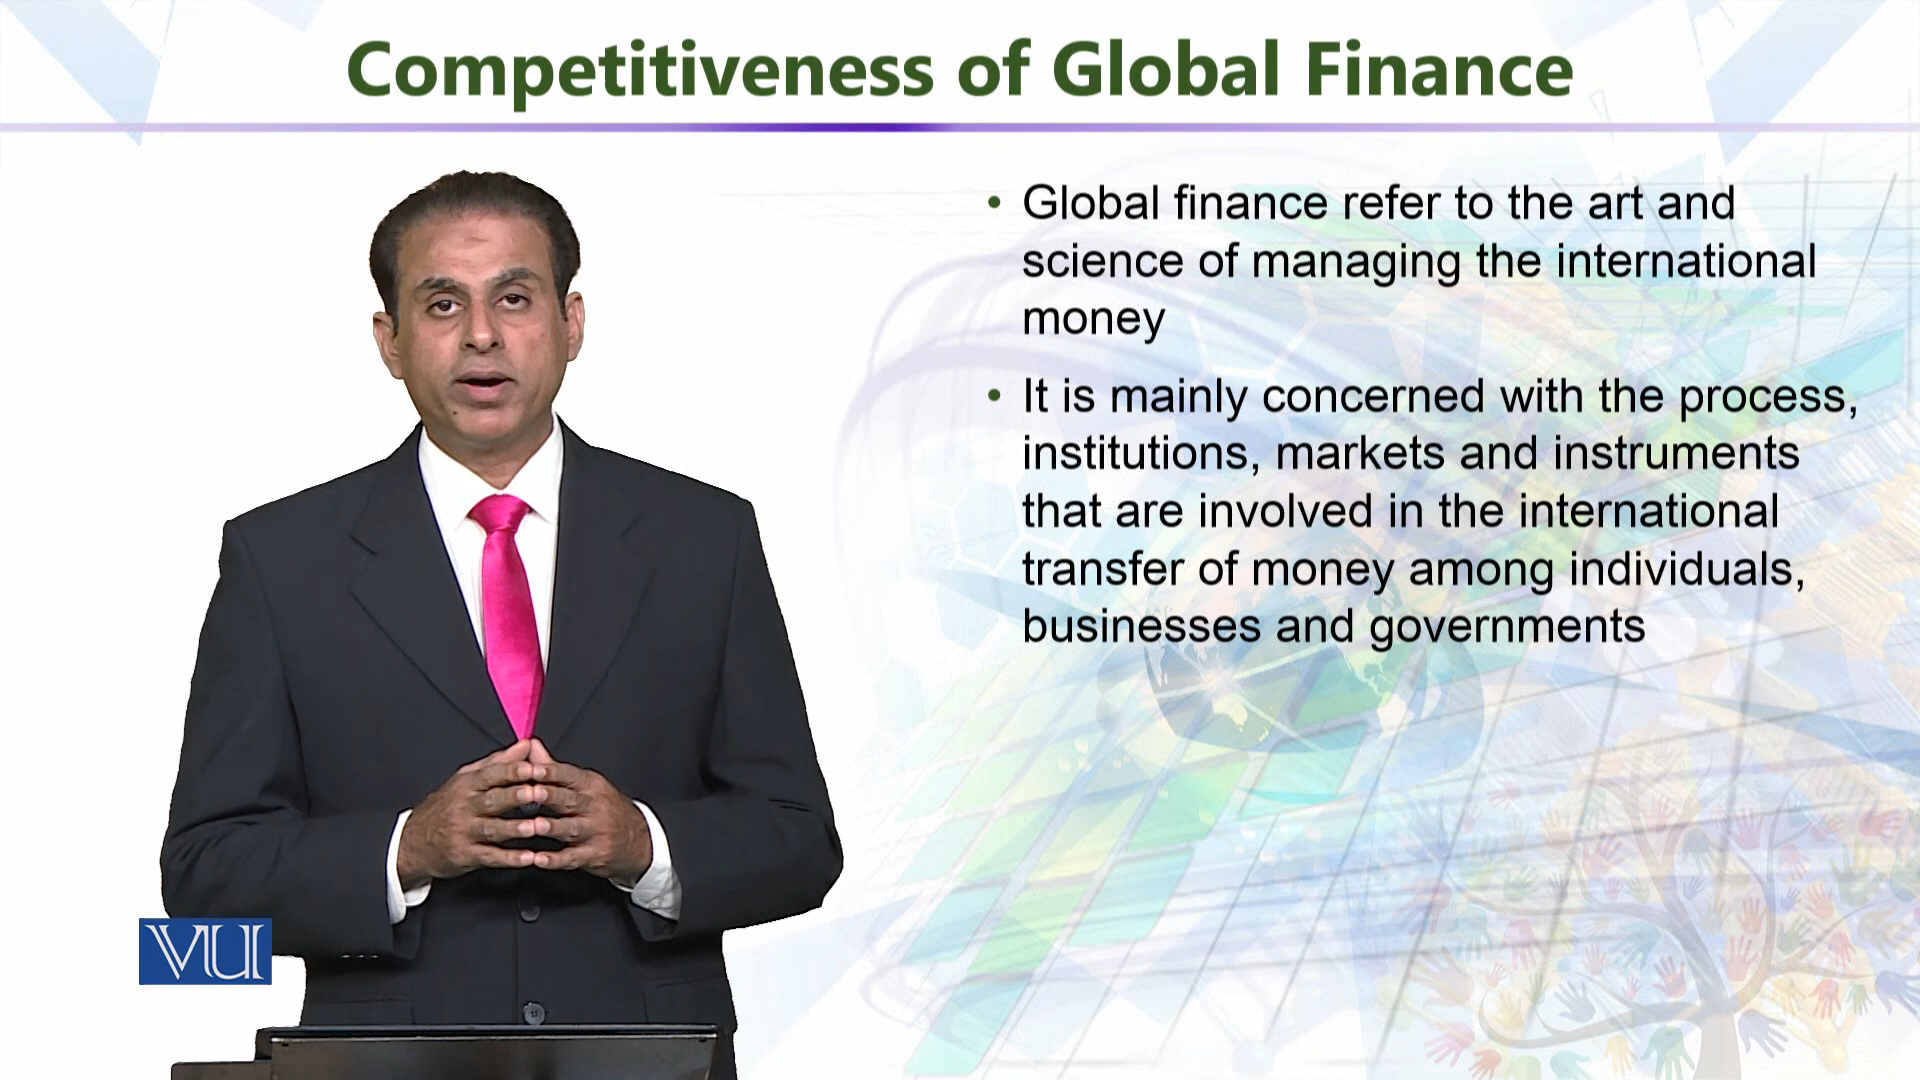 Competitiveness of Global Finance
• Global finance refer to the art and
science of managing the international
money
• It is mainly concerned with the process,
institutions, markets and instruments
that are involved in the international
transfer of money among individuals,
businesses and governments
VU